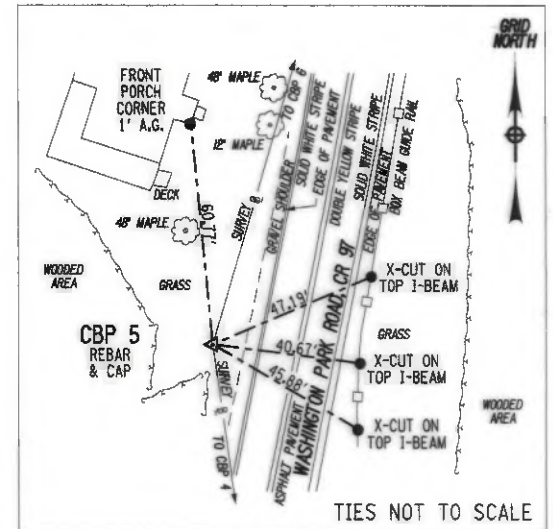 GRID
NORTH
FRONT
PORCH
CORNER
1' A.G.
48" MAPLE
12" MAPLE
TO CBP 6
SOLID WHITE STRIPE
EDGE OF PAVEMENT
DOUBLE YELLOW STRIPE
SOLID WHITE STRIPE
EDGE OF PAVEMENT
BOX BEAM GUIDE RAIL
GRAVEL SHOULDER
SURVEY
DECK
60.77'
48" MAPLE
WOODED
AREA
GRASS
47.19'
X-CUT ON
TOP I-BEAM
CBP 5
REBAR
& CAP
40.67'
GRASS
X-CUT ON
TOP I-BEAM
45.88'
X-CUT ON
TOP I-BEAM
WOODED
AREA
SURVEY
TO CBP 4
ASPHALT PAVEMENT
WASHINGTON PARK ROAD, CR 97
TIES NOT TO SCALE